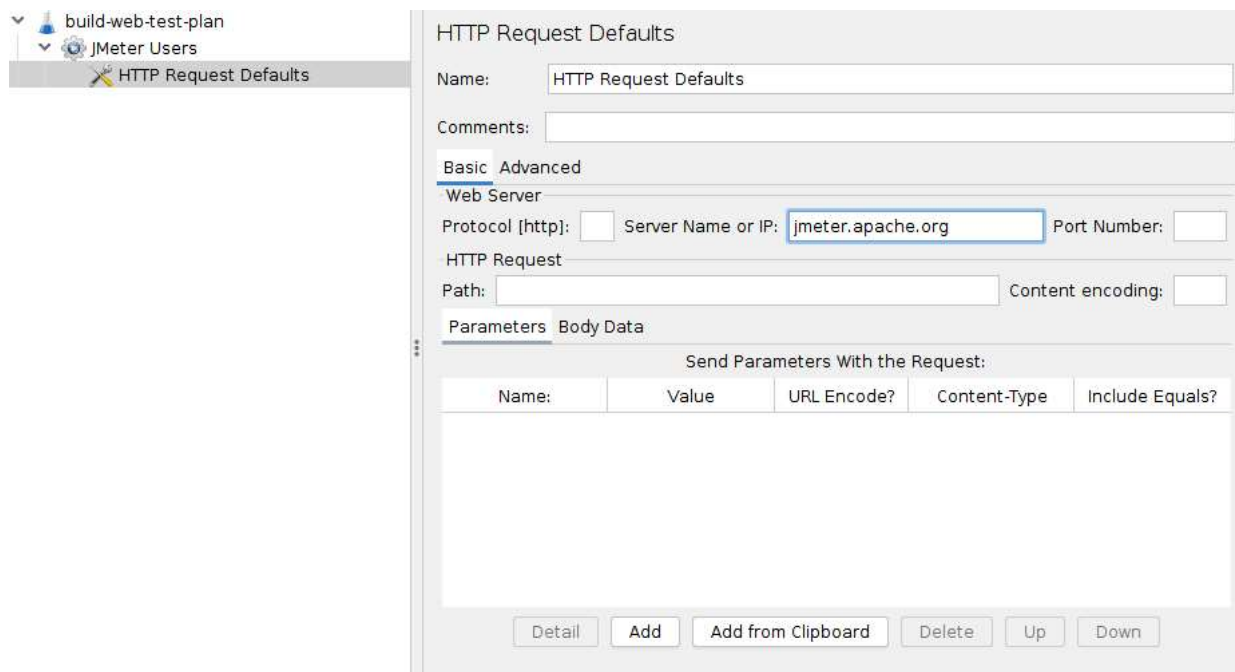 build-web-test-plan
JMeter Users
HTTP Request Defaults
HTTP Request Defaults
Name: HTTP Request Defaults
Comments:
Basic Advanced
Web Server
Protocol [http]: Server Name or IP: jmeter.apache.org Port Number:
HTTP Request
Path: Content encoding:
Parameters Body Data
Send Parameters With the Request:
Name: Value URL Encode? Content-Type Include Equals?
Detail Add Add from Clipboard Delete Up Down